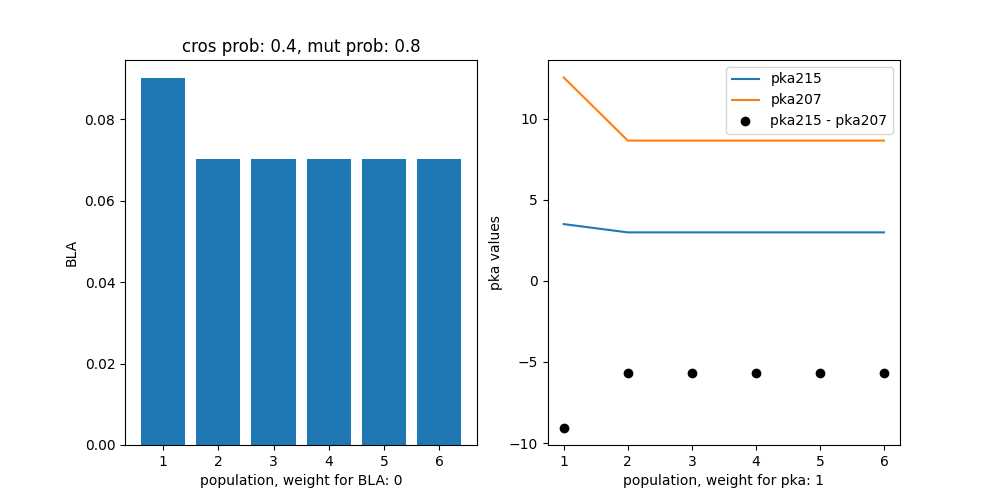 cros prob: 0.4, mut prob: 0.8
BLA
0.08
0.06
0.04
0.02
0.00
1 2 3 4 5 6
population, weight for BLA: 0
pka values
10
5
0
−5
−10
pka215
pka207
pka215 - pka207
1 2 3 4 5 6
population, weight for pka: 1